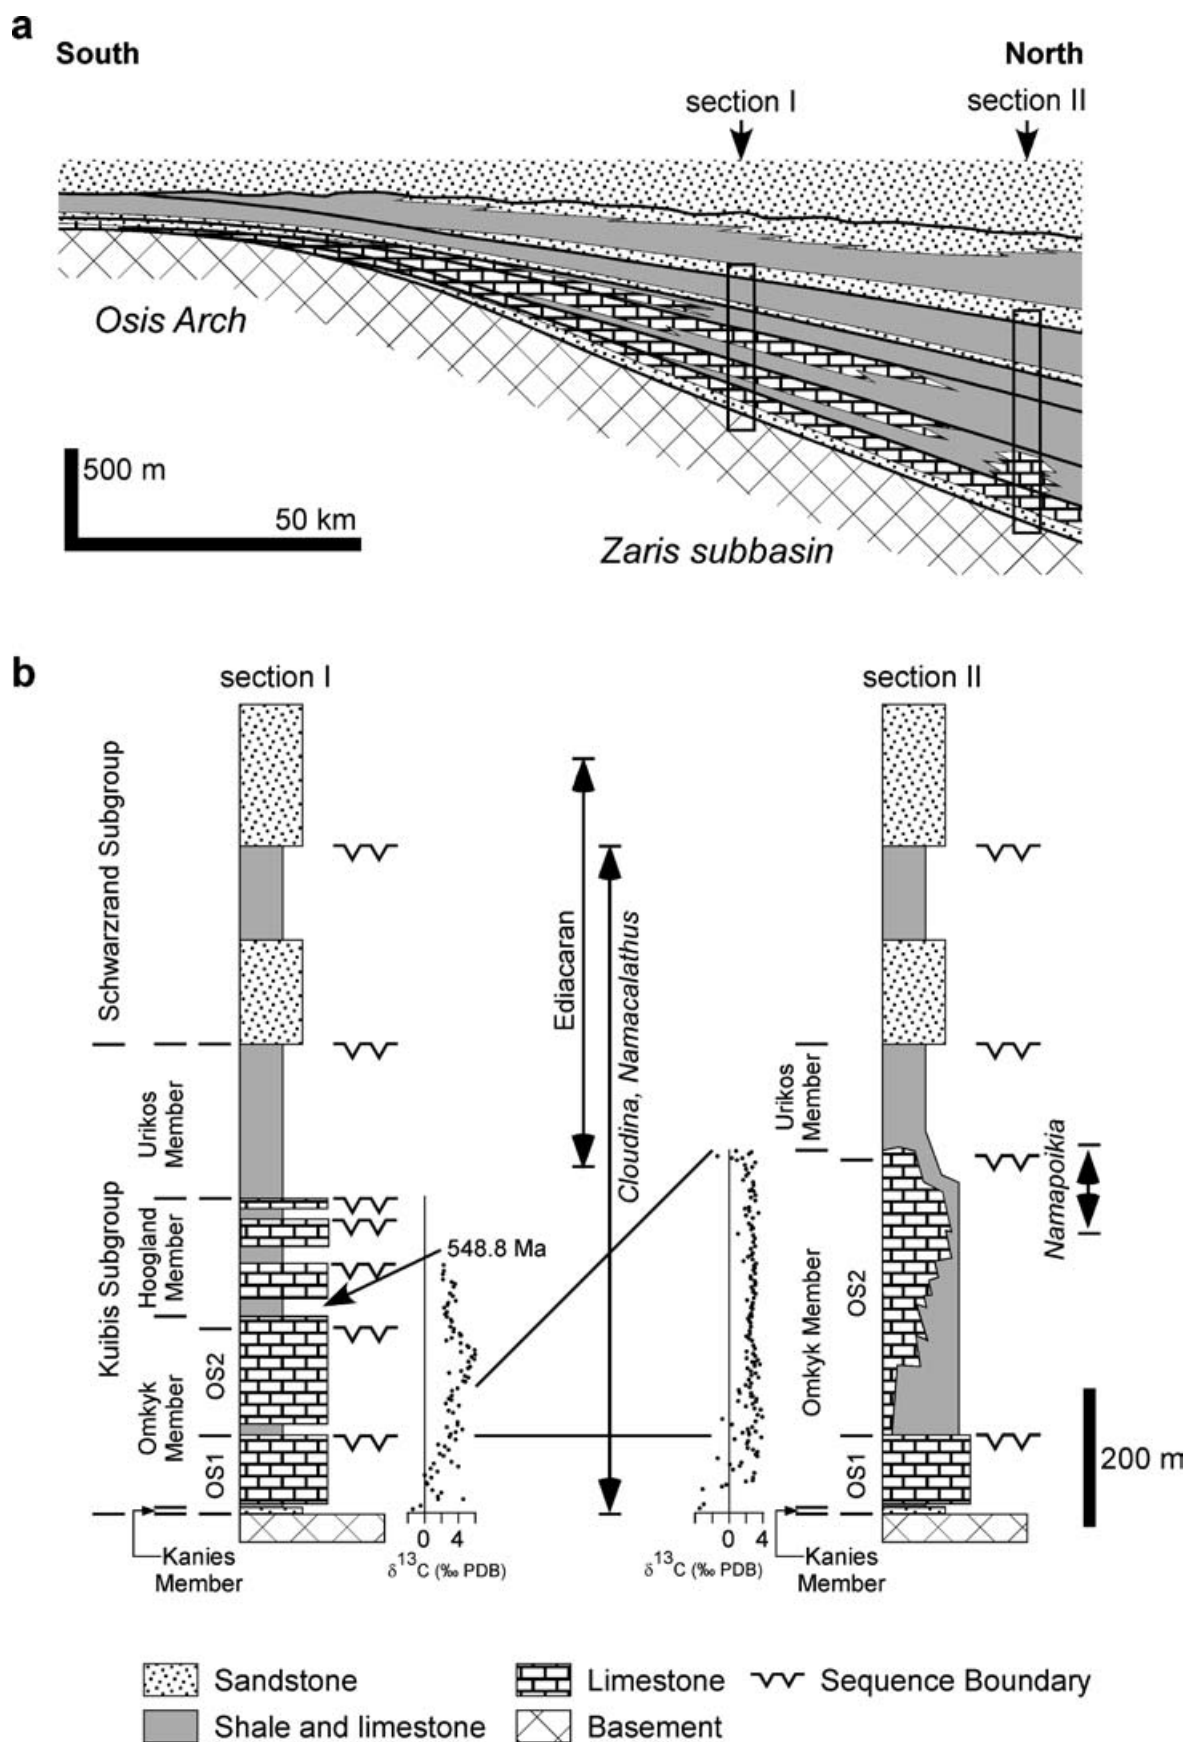 a
South
North
section I
section II
Osis Arch
500 m
50 km
Zaris subbasin
b
section I
section II
Schwarzrand Subgroup
Kuibis Subgroup
Urikos
Member
Hoogland
Member
Omkyk
Member
OS2
OS1
Kanies
Member
548.8 Ma
0 4
δ13C (‰ PDB)
Ediacaran
Cloudina, Namacalathus
0 4
δ13C (‰ PDB)
Urikos
Member
Omkyk Member
OS2
OS1
Kanies
Member
Namapoikia
200 m
Sandstone
Limestone
Sequence Boundary
Shale and limestone
Basement